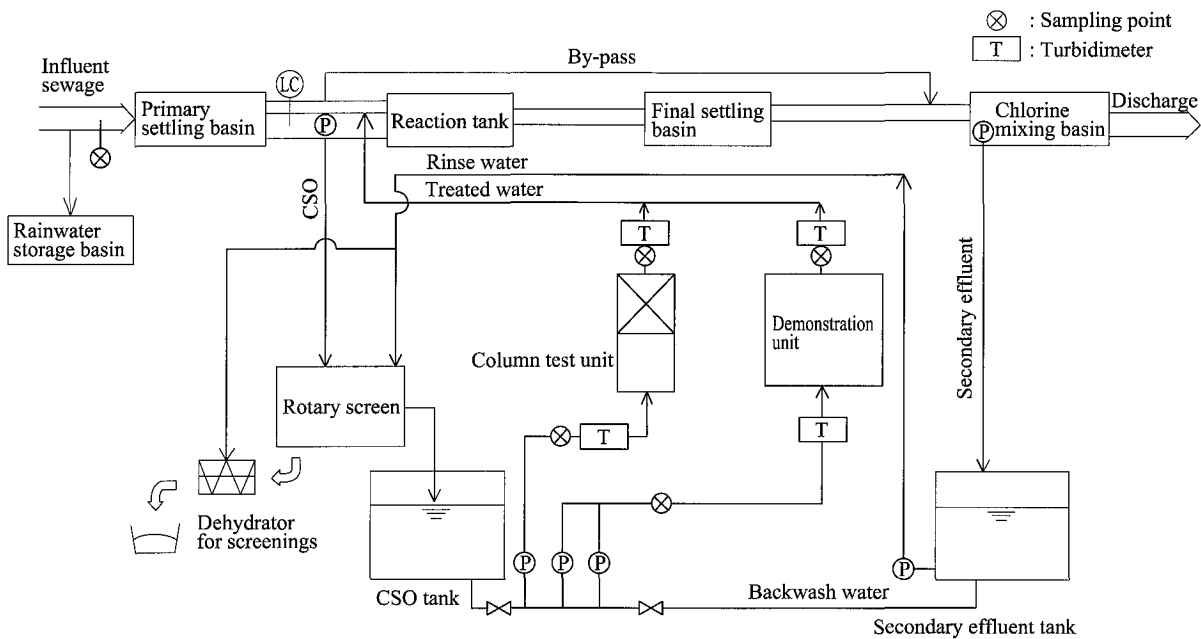 : Sampling point
T : Turbidimeter
By-pass
Influent
sewage
LC
Primary
settling basin
P
Reaction tank
Final settling
basin
Chlorine
mixing basin
P
Discharge
Rinse water
Treated water
CSO
Rainwater
storage basin
T
T
Column test unit
Demonstration
unit
Secondary effluent
Rotary screen
T
T
Dehydrator
for screenings
P
P
P
P
CSO tank
Backwash water
Secondary effluent tank